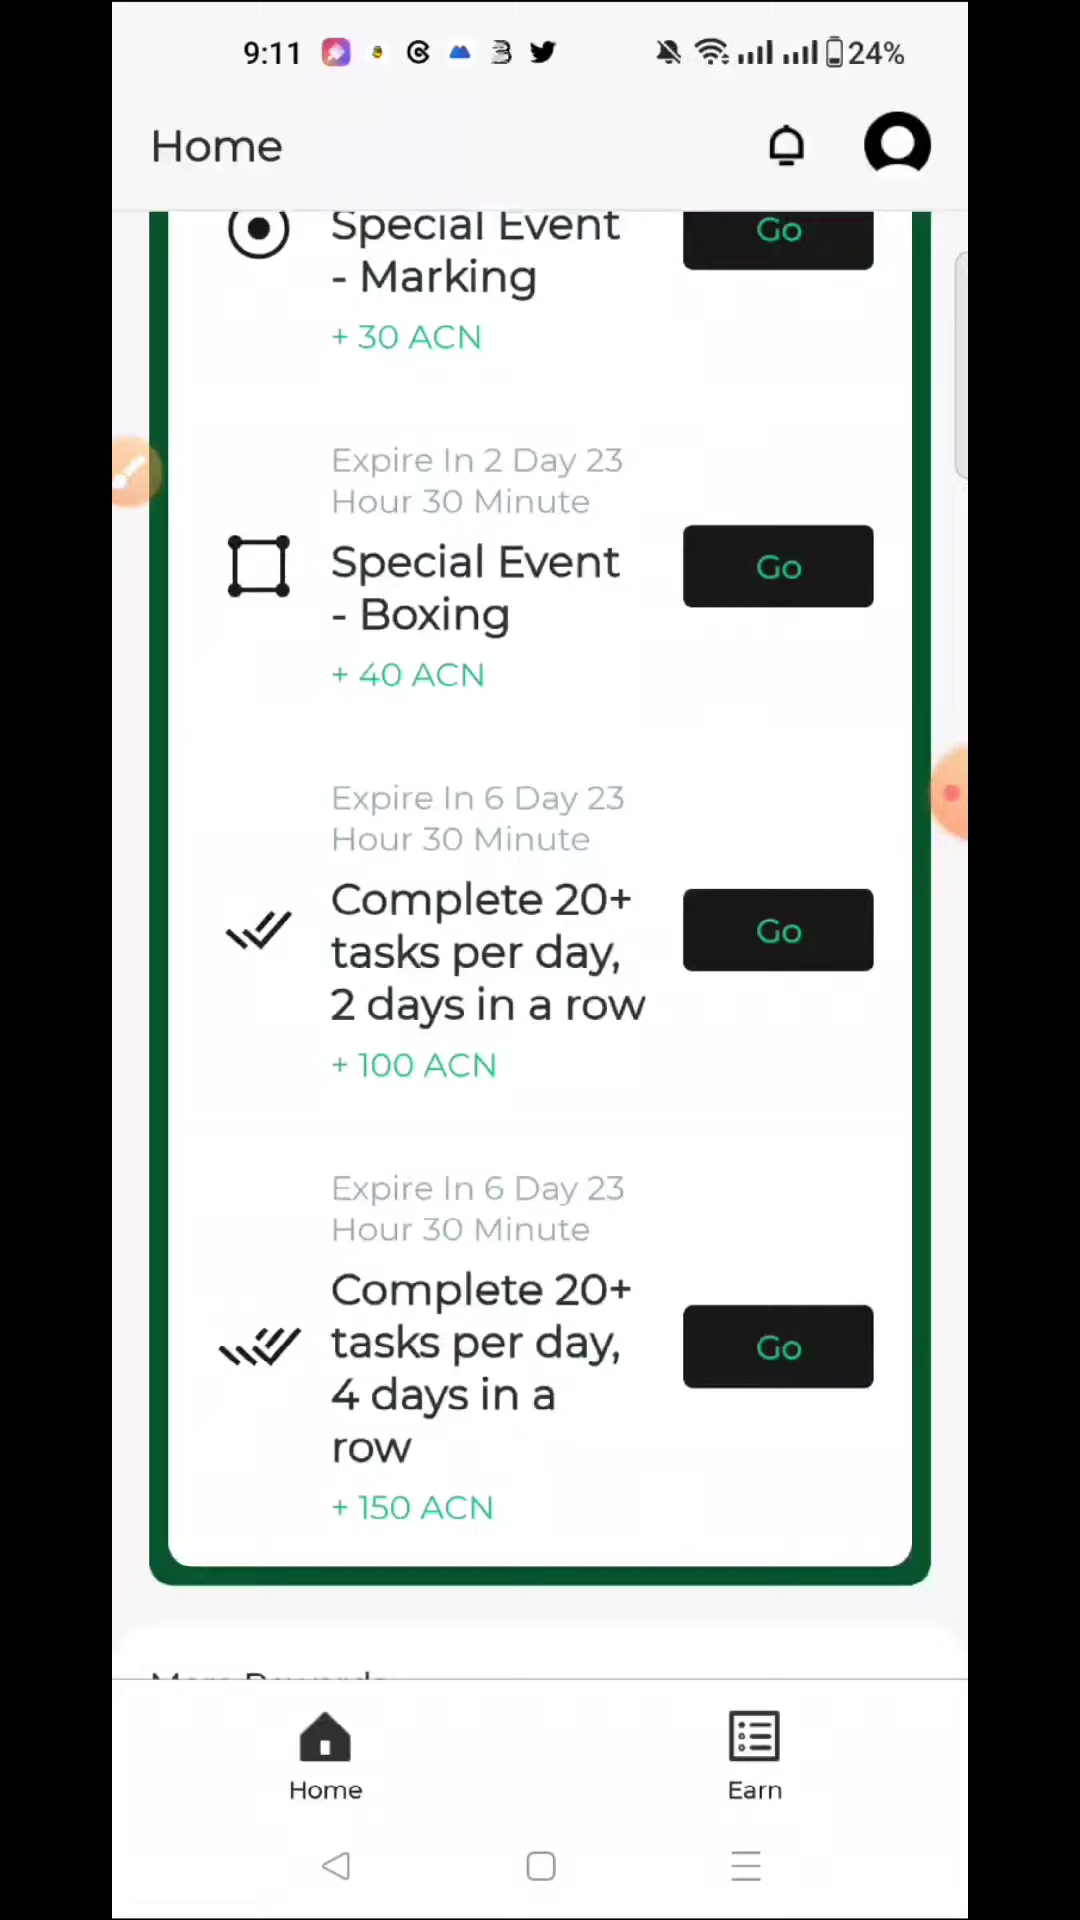 9:11
24%
Home
Special Event
- Marking
+ 30 ACN
Go
Expire In 2 Day 23
Hour 30 Minute
Special Event
- Boxing
+ 40 ACN
Go
Expire In 6 Day 23
Hour 30 Minute
Complete 20+
tasks per day,
2 days in a row
+ 100 ACN
Go
Expire In 6 Day 23
Hour 30 Minute
Complete 20+
tasks per day,
4 days in a
row
+ 150 ACN
Go
More Rewards
Home
Earn